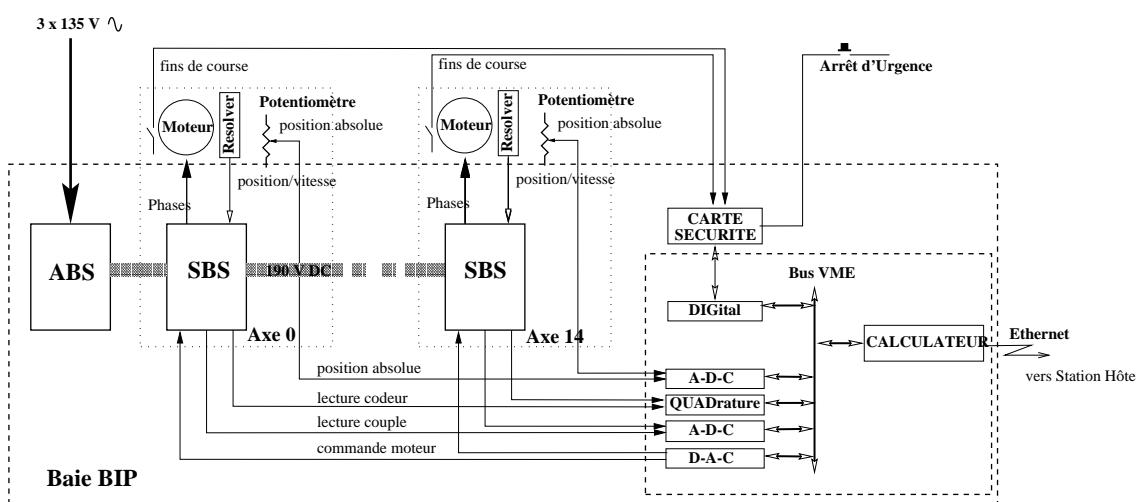 3 x 135 V
fins de course
fins de course
Arrêt d'Urgence
Moteur
Resolver
Potentiomètre
position absolue
position/vitesse
Moteur
Resolver
Potentiomètre
position absolue
position/vitesse
Phases
Phases
CARTE
SECURITE
ABS
SBS
190 V DC
SBS
Bus VME
DIGital
Axe 0
Axe 14
CALCULATEUR
Ethernet
vers Station Hôte
position absolue
A-D-C
lecture codeur
QUADrature
lecture couple
A-D-C
commande moteur
D-A-C
Baie BIP